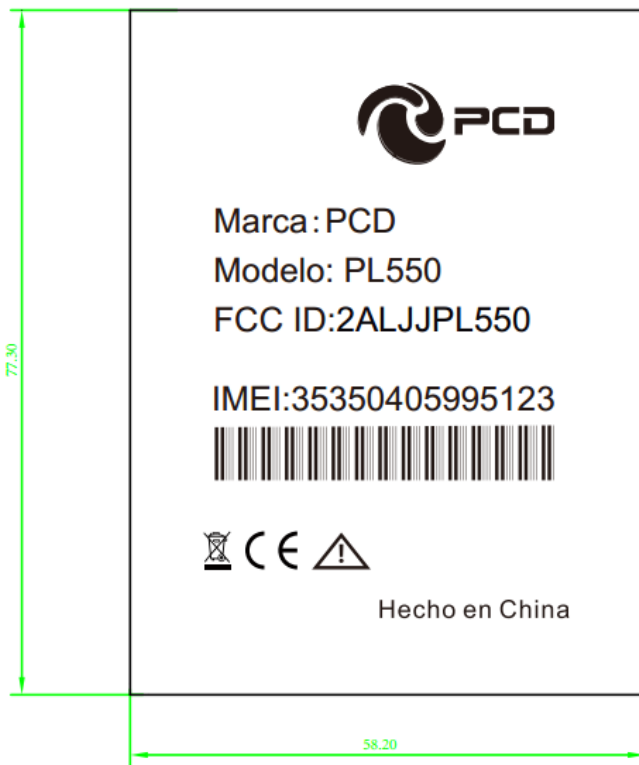 PCD
Marca:PCD
Modelo: PL550
FCC ID:2ALJJPL550
77.30
IMEI:35350405995123
CE
Hecho en China
58.20